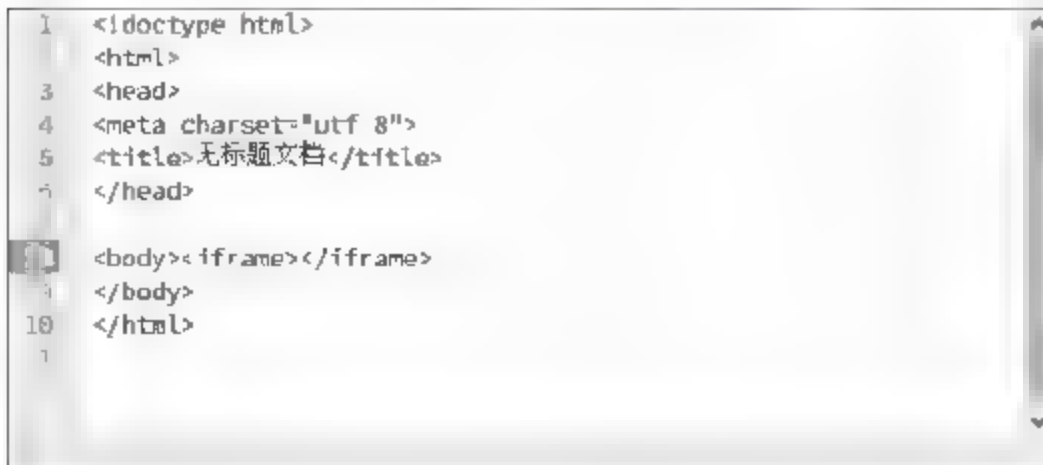 1 <!doctype html>
<html>
3 <head>
4 <meta charset="utf 8">
5 <title>无标题文档</title>
</head>
<body><iframe></iframe>
</body>
10 </html>